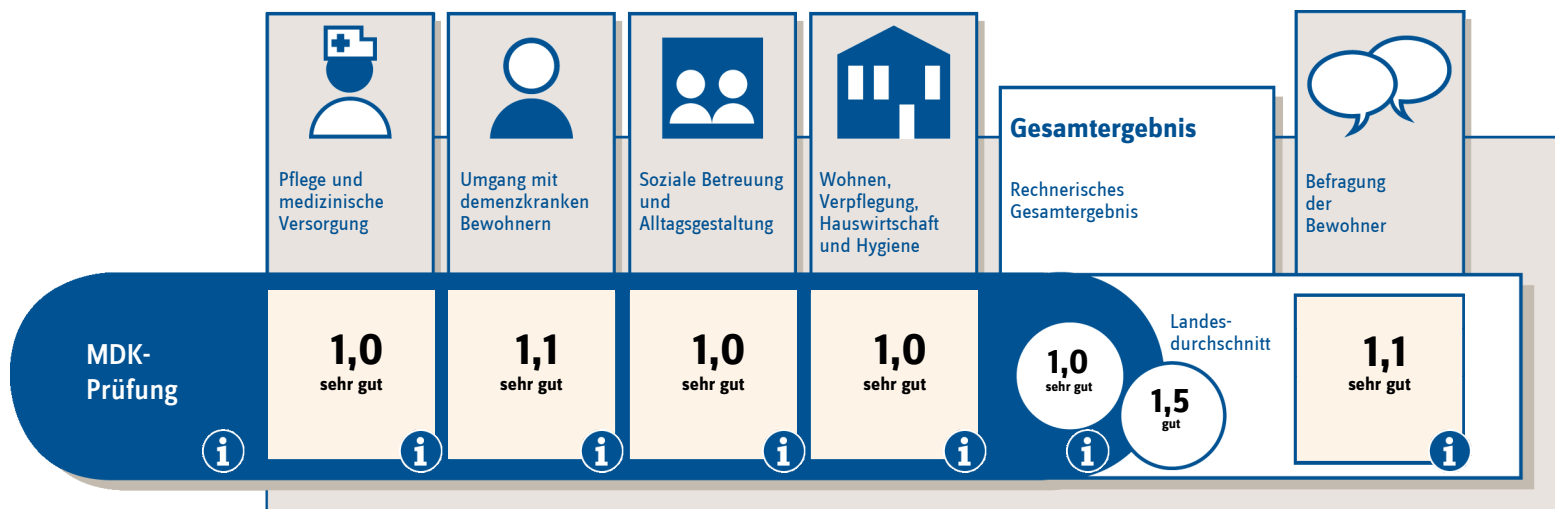 Pflege und
medizinische
Versorgung
Umgang mit
demenzkranken
Bewohnern
Soziale Betreuung
und
Alltagsgestaltung
Wohnen,
Verpflegung,
Hauswirtschaft
und Hygiene
Gesamtergebnis
Rechnerisches
Gesamtergebnis
Befragung
der
Bewohner
MDK-
Prüfung
i
1,0
sehr gut
i
1,1
sehr gut
i
1,0
sehr gut
i
1,0
sehr gut
i
1,0
sehr gut
i
Landes-
durchschnitt
1,5
gut
1,1
sehr gut
i